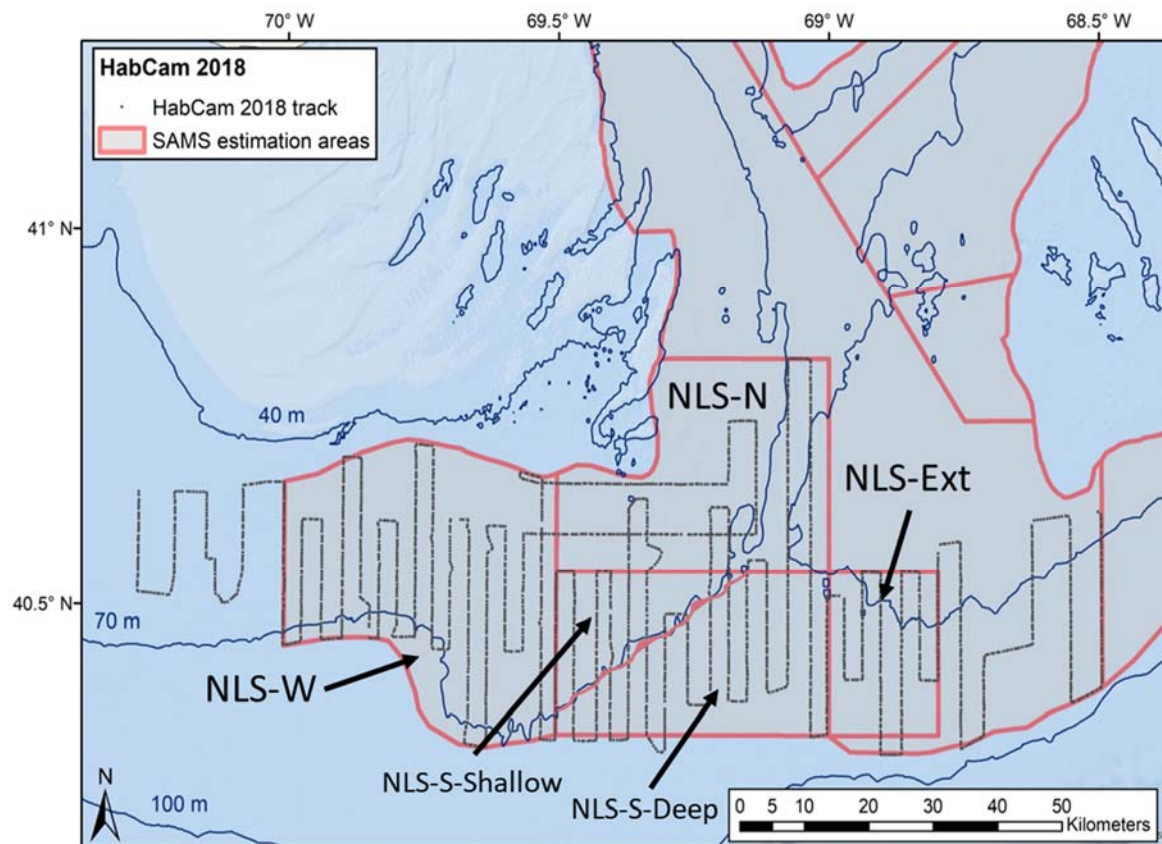 70° W
69.5° W
69° W
68.5° W
HabCam 2018
HabCam 2018 track
SAMS estimation areas
41° N
40 m
NLS-N
NLS-Ext
40.5° N
70 m
NLS-W
NLS-S-Shallow
NLS-S-Deep
N
100 m
0 5 10 20 30 40 50
Kilometers